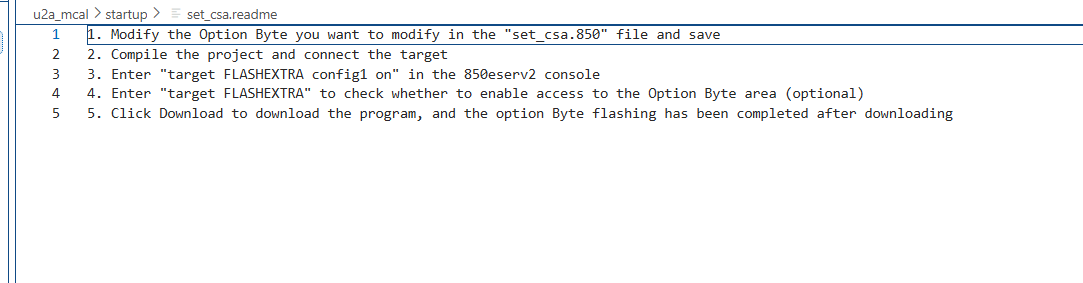 u2a_mcal > startup > set_csa.readme
1 1. Modify the Option Byte you want to modify in the "set_csa.850" file and save
2 2. Compile the project and connect the target
3 3. Enter "target FLASHEXTRA config1 on" in the 850eserv2 console
4 4. Enter "target FLASHEXTRA" to check whether to enable access to the Option Byte area (optional)
5 5. Click Download to download the program, and the option Byte flashing has been completed after downloading